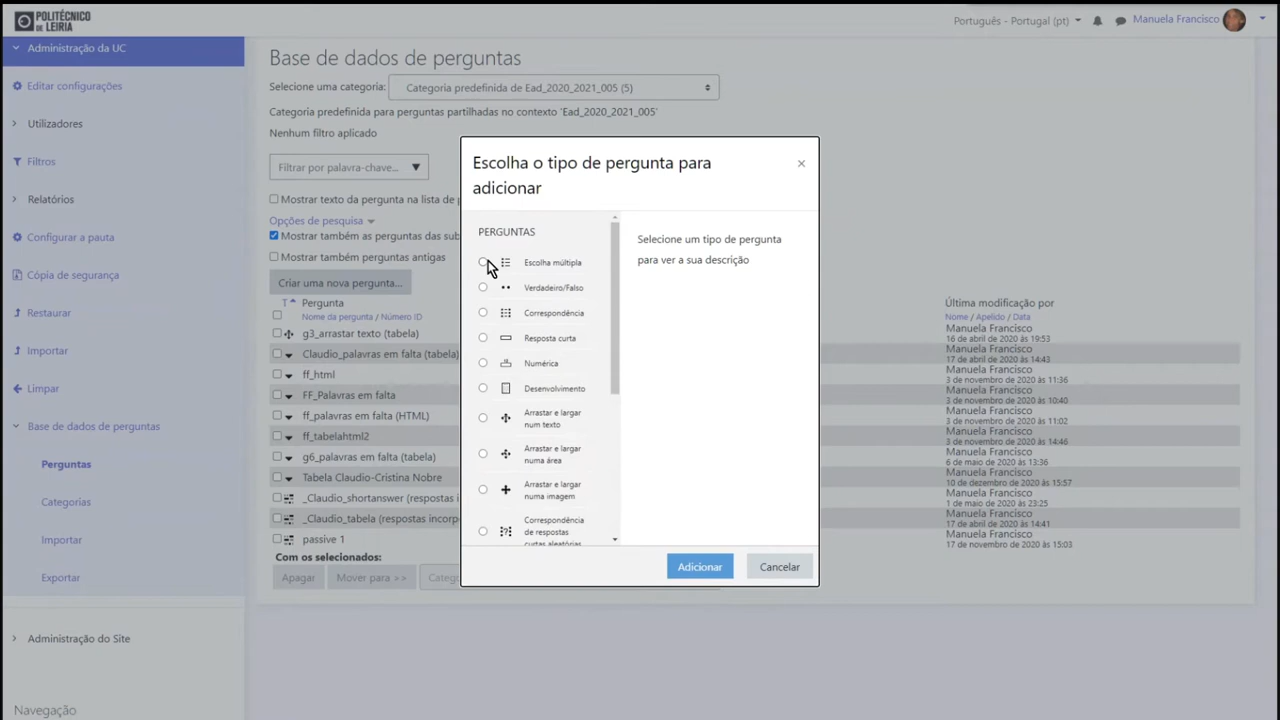 POLITÉCNICO
DE LEIRIA
Português - Portugal (pt)
Manuela Francisco
Administração da UC
Editar configurações
Utilizadores
Filtros
Relatórios
Configurar a pauta
Cópia de segurança
Restaurar
Importar
Limpar
Base de dados de perguntas
Perguntas
Categorias
Importar
Exportar
Administração do Site
Navegação
Base de dados de perguntas
Selecione uma categoria:
Categoria predefinida de Ead_2020_2021_005 (5)
Categoria predefinida para perguntas partilhadas no contexto 'Ead_2020_2021_005'
Nenhum filtro aplicado
Filtrar por palavra-chave...
Mostrar texto da pergunta na lista de
Opções de pesquisa
Mostrar também as perguntas das sub
Mostrar também perguntas antigas
Criar uma nova pergunta...
T
Pergunta
Nome da pergunta / Número ID
g3_arrastar texto (tabela)
Claudio_palavras em falta (tabela)
ff_html
FF_Palavras em falta
ff_palavras em falta (HTML)
ff_tabelahtml2
g6_palavras em falta (tabela)
Tabela Claudio-Cristina Nobre
_Claudio_shortanswer (respostas i
_Claudio_tabela (respostas incorp
passive 1
Com os selecionados:
Apagar
Mover para >>
Categ
Última modificação por
Nome / Apelido / Data
Manuela Francisco
16 de abril de 2020 às 19:53
Manuela Francisco
17 de abril de 2020 às 14:43
Manuela Francisco
3 de novembro de 2020 às 11:36
Manuela Francisco
3 de novembro de 2020 às 10:40
Manuela Francisco
3 de novembro de 2020 às 11:02
Manuela Francisco
3 de novembro de 2020 às 14:46
Manuela Francisco
6 de maio de 2020 às 13:36
Manuela Francisco
10 de dezembro de 2020 às 15:57
Manuela Francisco
1 de maio de 2020 às 23:25
Manuela Francisco
17 de abril de 2020 às 14:41
Manuela Francisco
17 de novembro de 2020 às 15:03
Escolha o tipo de pergunta para
adicionar
×
PERGUNTAS
Escolha múltipla
Verdadeiro/Falso
Correspondência
Resposta curta
Numérica
Desenvolvimento
Arrastar e largar
num texto
Arrastar e largar
numa área
Arrastar e largar
numa imagem
Correspondência
de respostas
curtas aleatórias
Selecione um tipo de pergunta
para ver a sua descrição
Adicionar
Cancelar